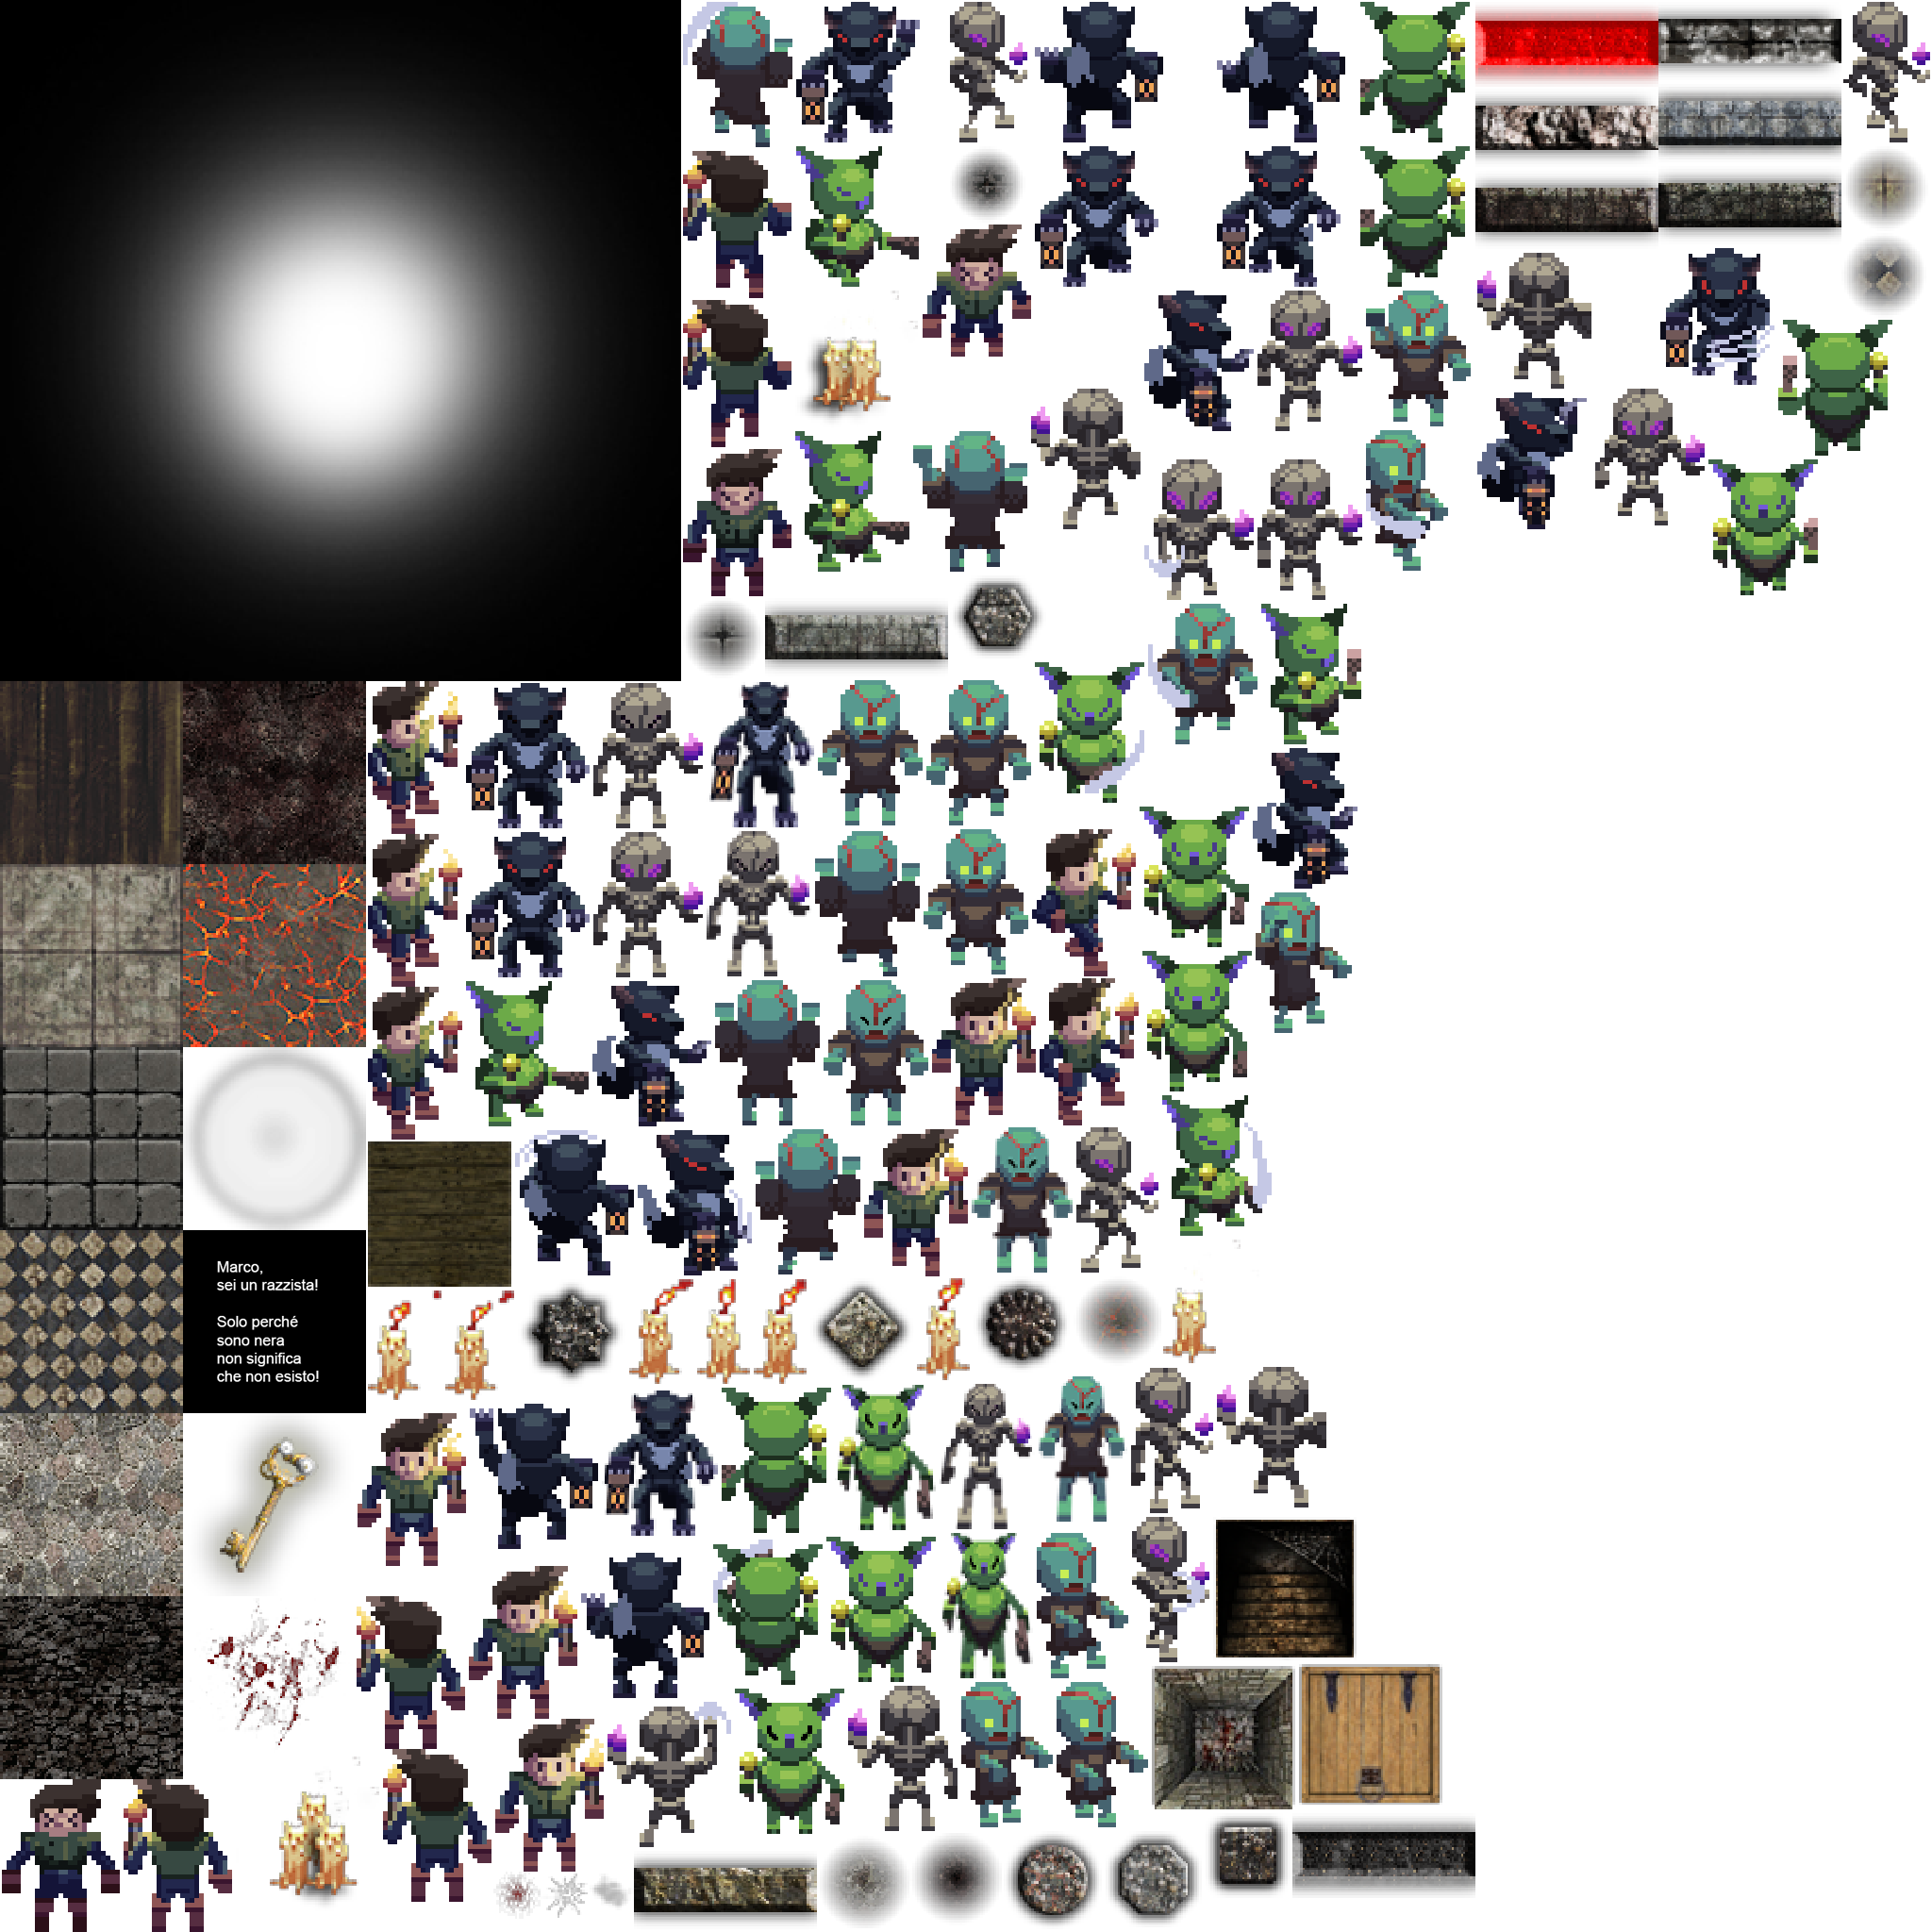 Marco,
sei un razzista!
Solo perché
sono nera
non significa
che non esisto!